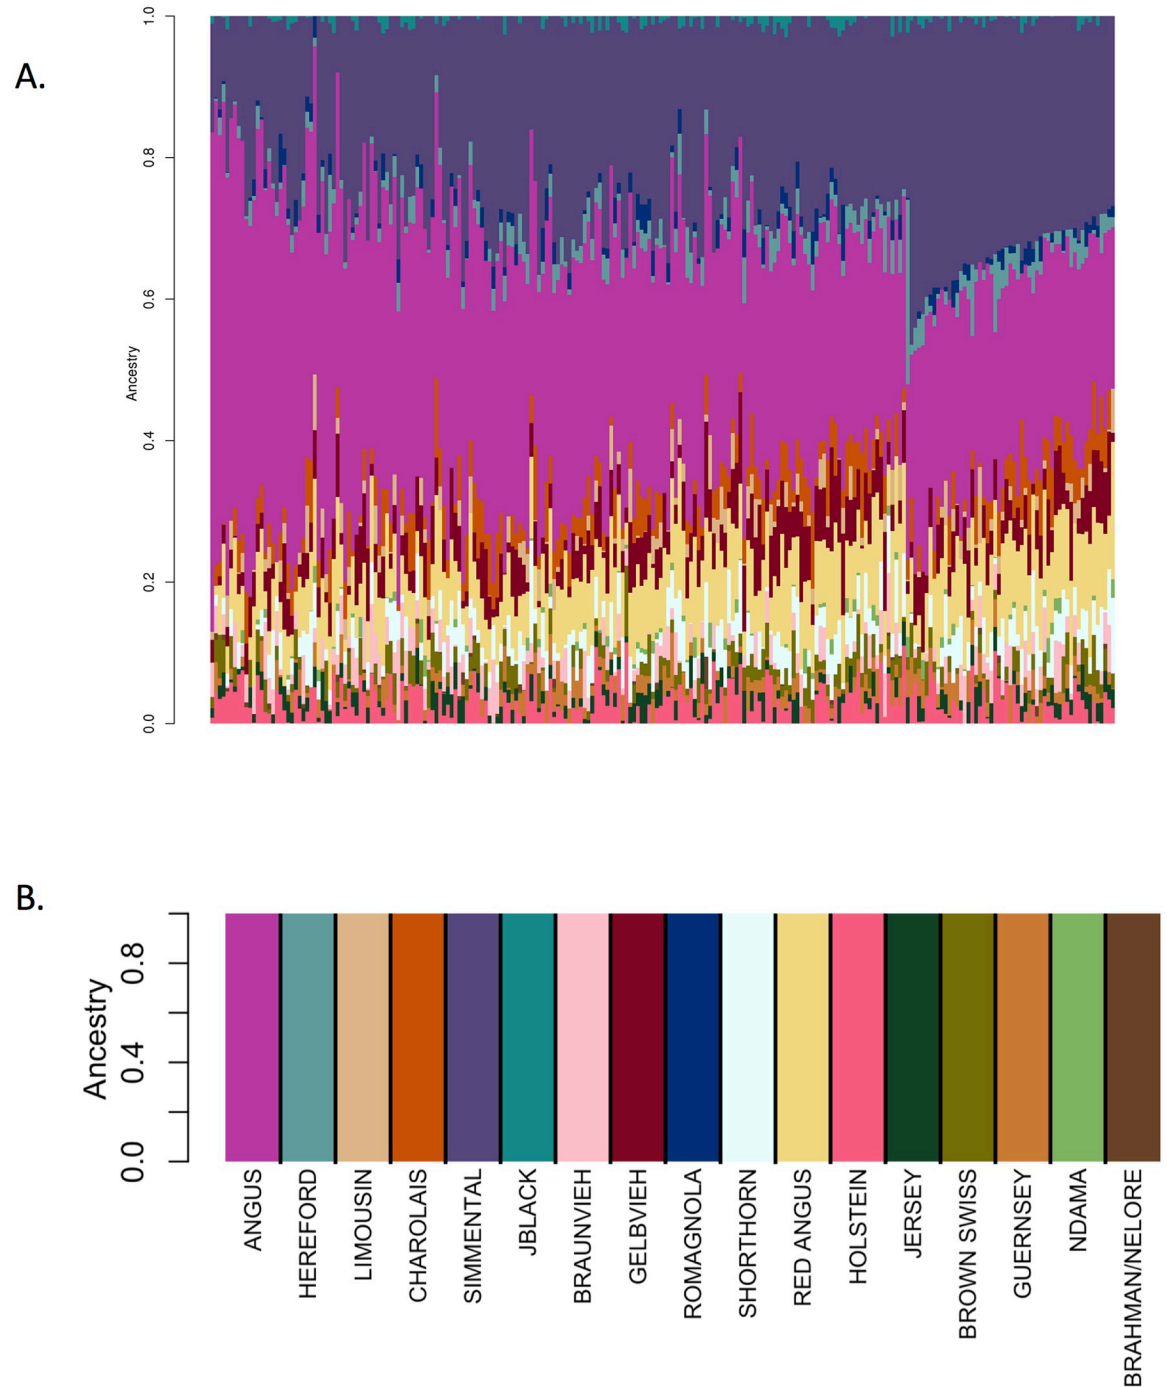 A.
Ancestry
1.0
0.8
0.6
0.4
0.2
0.0
B.
Ancestry
0.8
0.4
0.0
ANGUS
HEREFORD
LIMOUSIN
CHAROLAIS
SIMMENTAL
JBLACK
BRAUNVIEH
GELBVIEH
ROMAGNOLA
SHORTHORN
RED ANGUS
HOLSTEIN
JERSEY
BROWN SWISS
GUERNSEY
NDAMA
BRAHMAN/NELORE